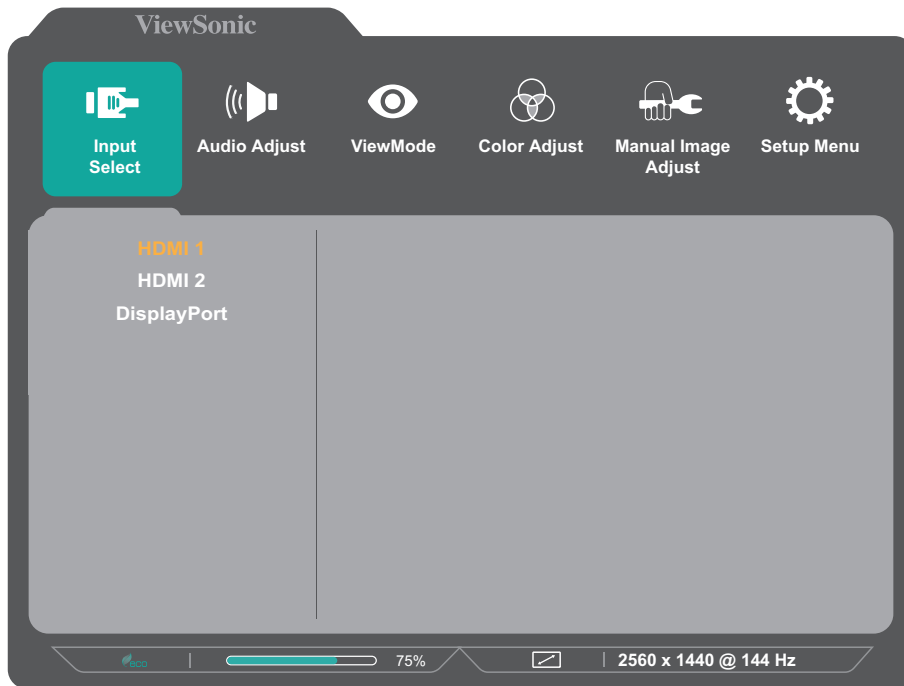 ViewSonic
Input Select
Audio Adjust
ViewMode
Color Adjust
Manual Image Adjust
Setup Menu
HDMI 1
HDMI 2
DisplayPort
eco
75%
2560 x 1440 @ 144 Hz